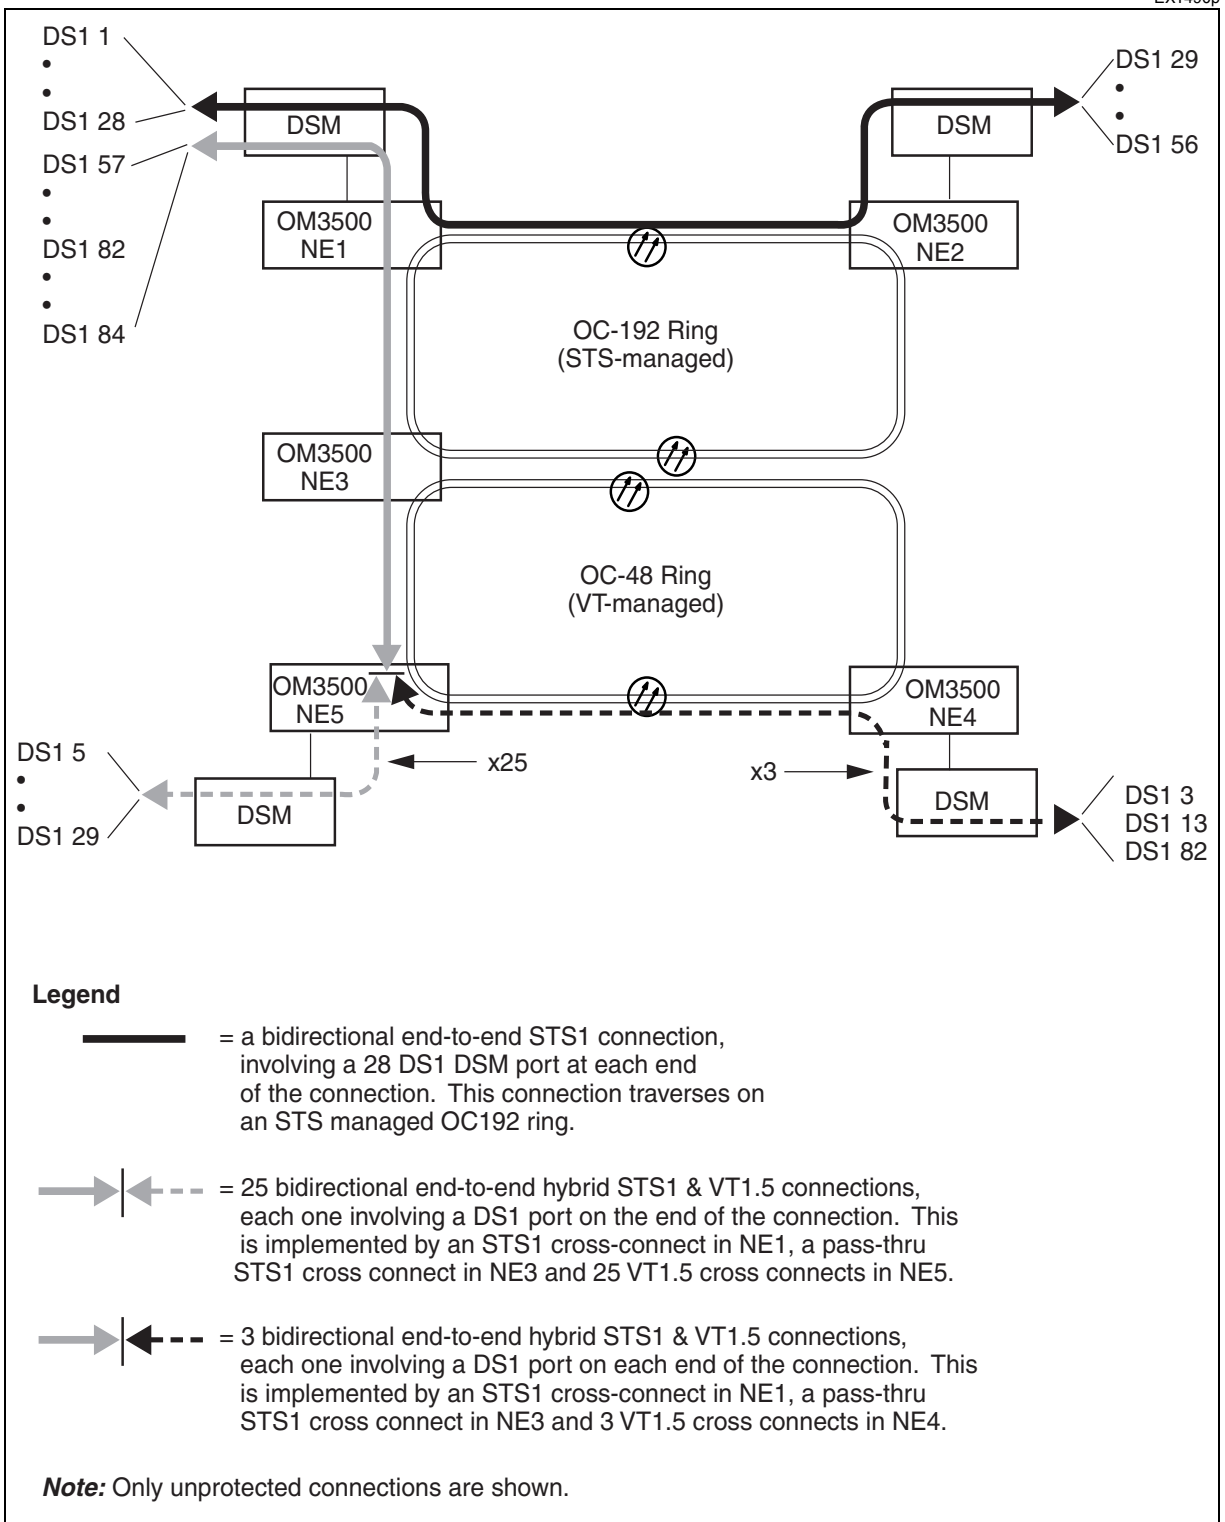 DS1 1
DS1 28
DS1 57
DS1 82
DS1 84
DSM
OM3500
NE1
DS1 29
DS1 56
DSM
OM3500
NE2
OC-192 Ring
(STS-managed)
OM3500
NE3
OC-48 Ring
(VT-managed)
OM3500
NE5
OM3500
NE4
DS1 5
DS1 29
DSM
x25
x3
DSM
DS1 3
DS1 13
DS1 82
Legend
= a bidirectional end-to-end STS1 connection,
involving a 28 DS1 DSM port at each end
of the connection. This connection traverses on
an STS managed OC192 ring.
= 25 bidirectional end-to-end hybrid STS1 & VT1.5 connections,
each one involving a DS1 port on the end of the connection. This
is implemented by an STS1 cross-connect in NE1, a pass-thru
STS1 cross connect in NE3 and 25 VT1.5 cross connects in NE5.
= 3 bidirectional end-to-end hybrid STS1 & VT1.5 connections,
each one involving a DS1 port on each end of the connection. This
is implemented by an STS1 cross-connect in NE1, a pass-thru
STS1 cross connect in NE3 and 3 VT1.5 cross connects in NE4.
Note: Only unprotected connections are shown.